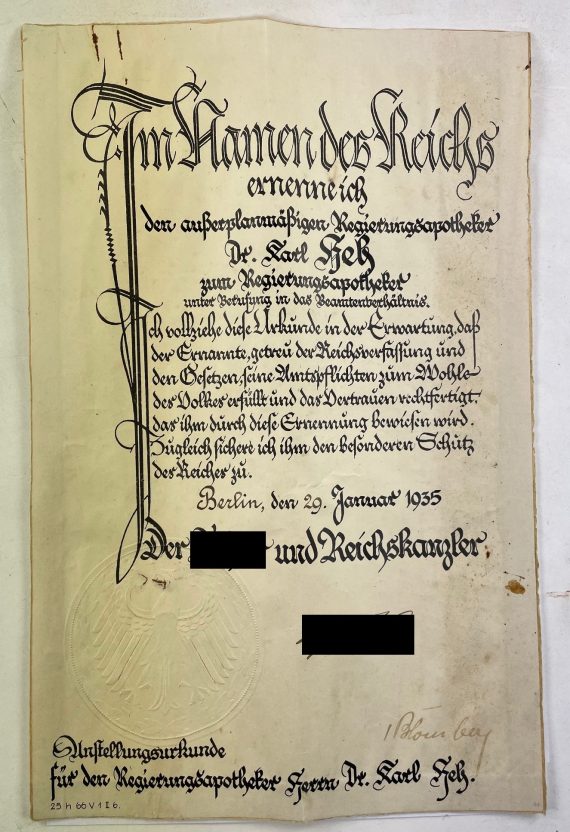 Im Namen des Reichs
ernenne ich
den außerplanmäßigen Regierungsapotheker
Dr. Karl Heß
zum Regierungsapotheker
unter Berufung in das Beamtenverhältnis.
Ich vollziehe diese Urkunde in der Erwartung, daß
der Ernannte, getreu der Reichsverfassung und
den Gesetzen, seine Amtspflichten zum Wohle
des Volkes erfüllt und das Vertrauen rechtfertigt,
das ihm durch diese Ernennung bewiesen wird.
Zugleich sichere ich ihm den besonderen Schutz
des Reiches zu.
Berlin, den 29. Januar 1935
Der und Reichskanzler.
Blomberg
Anstellungsurkunde
für den Regierungsapotheker Herrn Dr. Karl Heß.